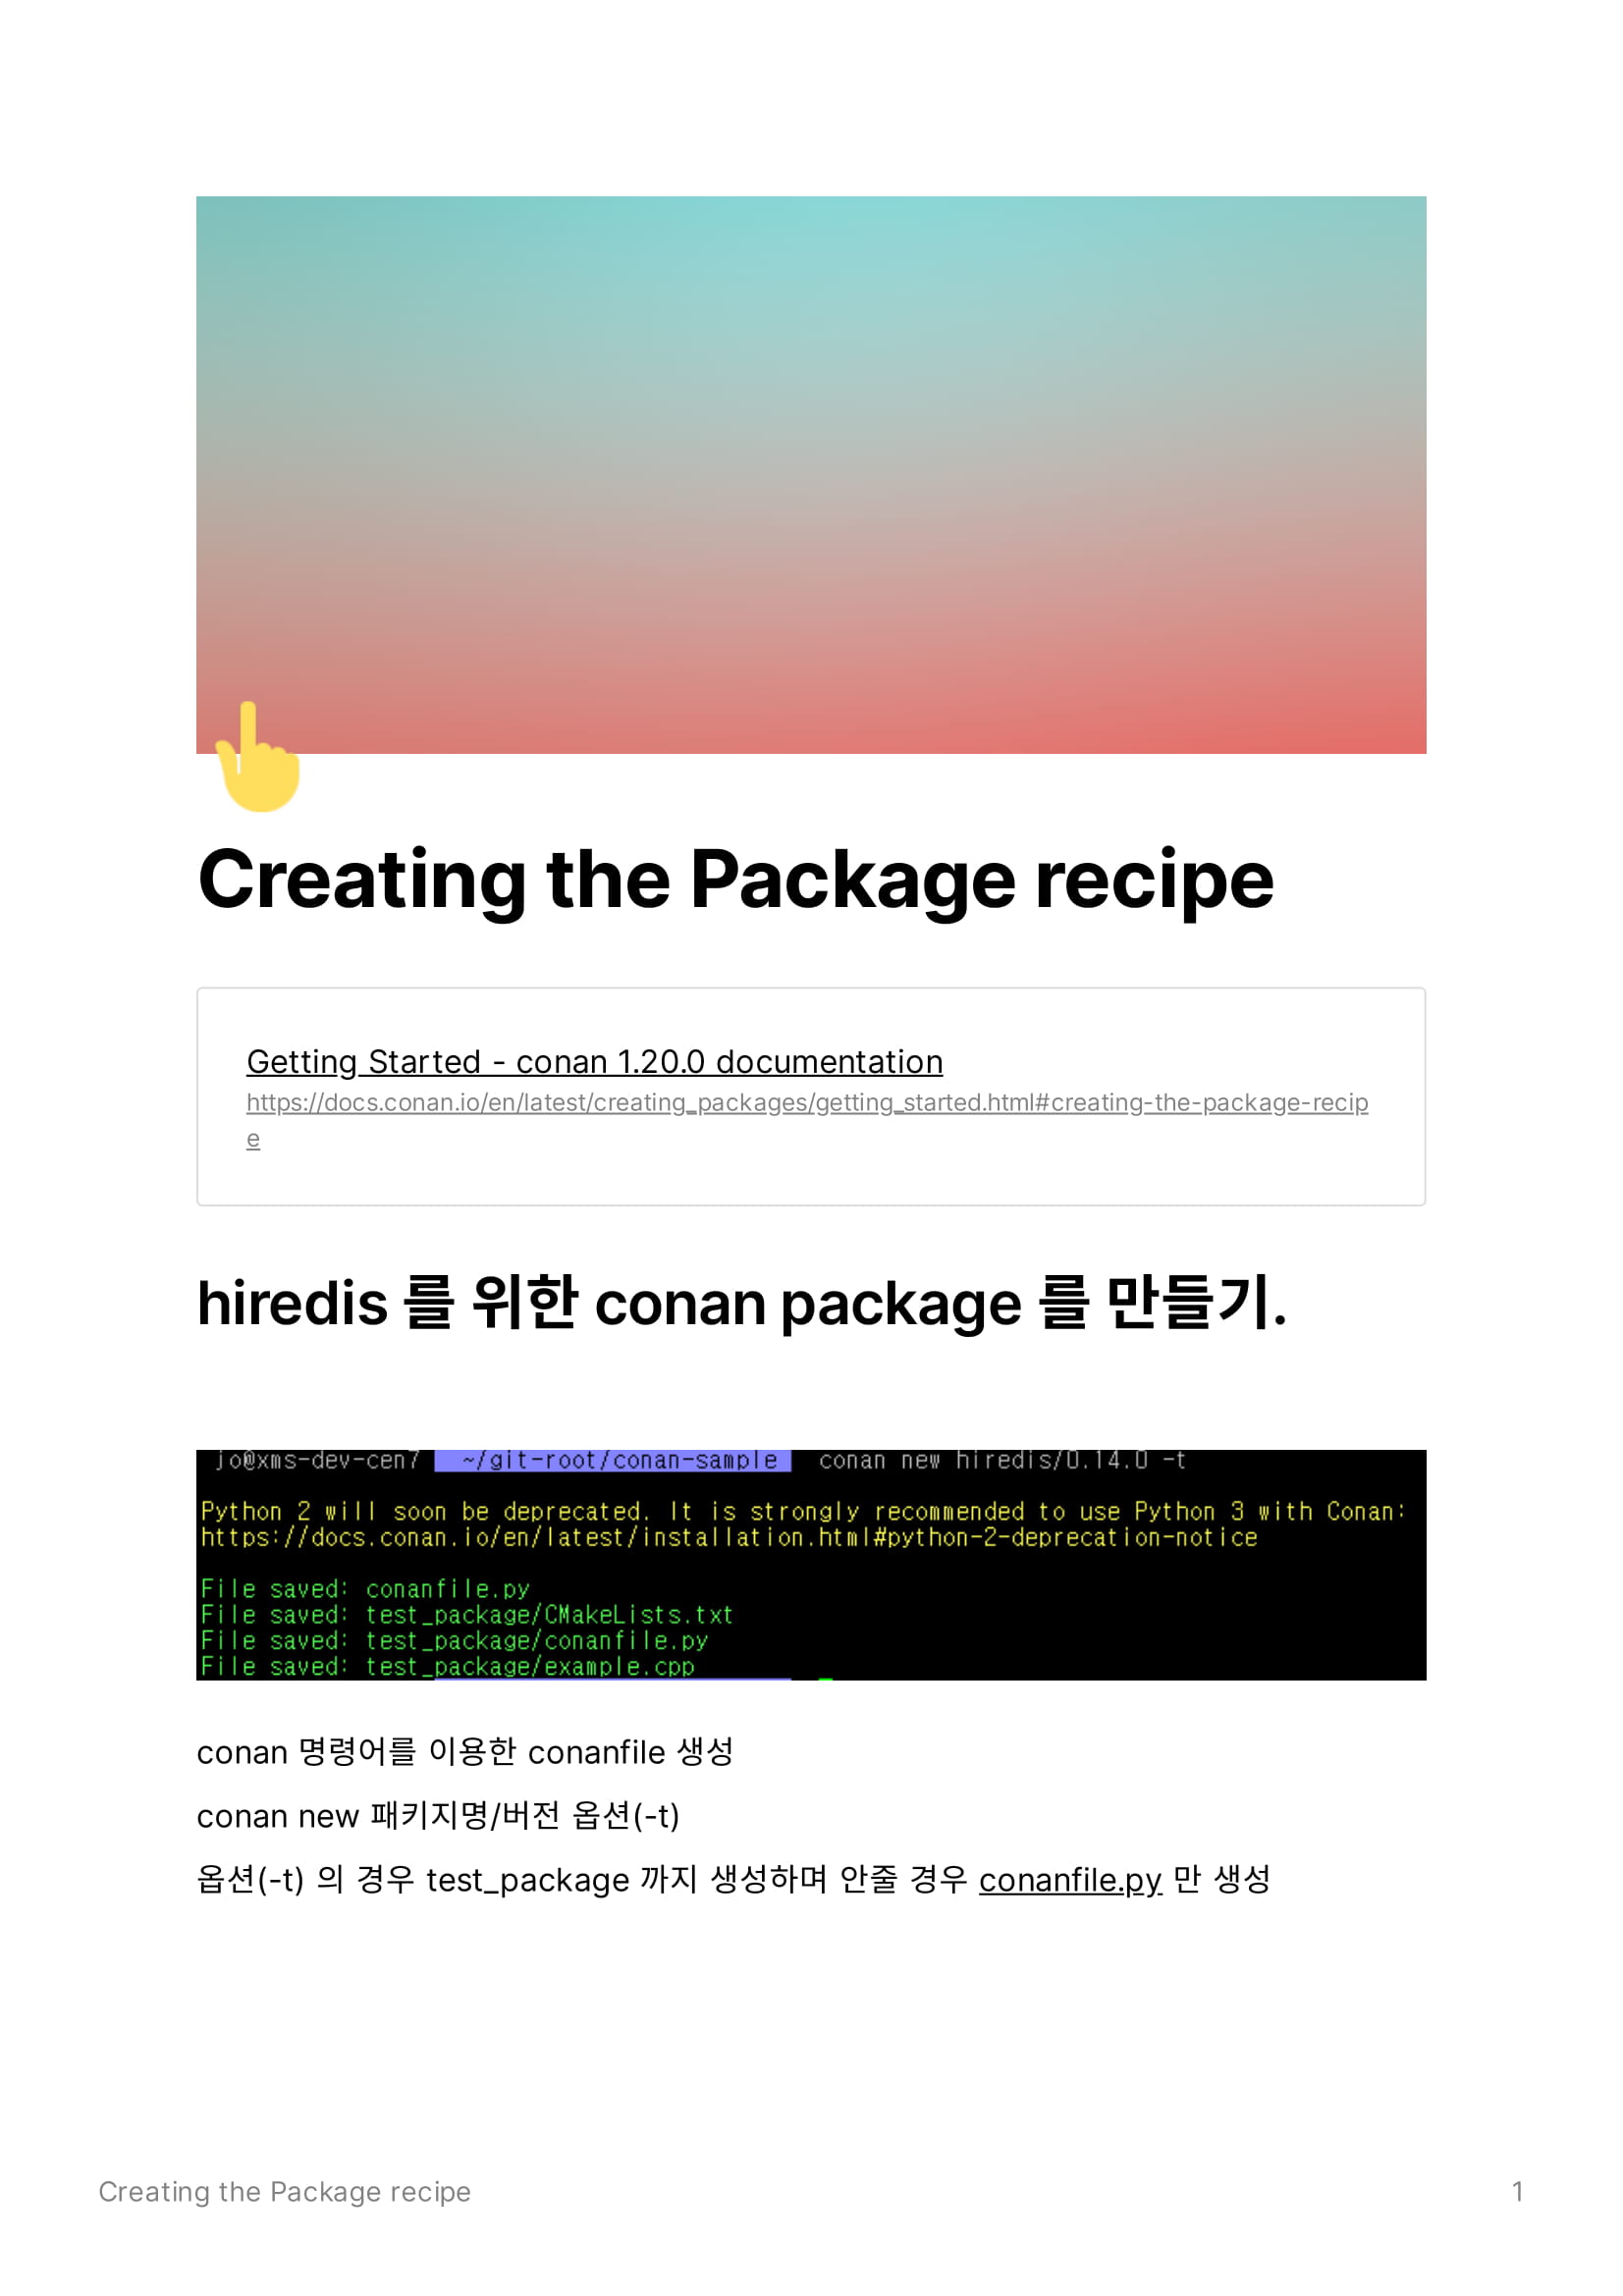 Creating the Package recipe
Getting Started - conan 1.20.0 documentation
https://docs.conan.io/en/latest/creating_packages/getting_started.html#creating-the-package-recip
e
hiredis 를 위한 conan package 를 만들기.
jo@xms-dev-cen7 ~/git-root/conan-sample conan new hiredis/0.14.0 -t
Python 2 will soon be deprecated. It is strongly recommended to use Python 3 with Conan:
https://docs.conan.io/en/latest/installation.html#python-2-deprecation-notice
File saved: conanfile.py
File saved: test_package/CMakeLists.txt
File saved: test_package/conanfile.py
File saved: test_package/example.cpp
conan 명령어를 이용한 conanfile 생성
conan new 패키지명/버전 옵션(-t)
옵션(-t) 의 경우 test_package 까지 생성하며 안줄 경우 conanfile.py 만 생성
Creating the Package recipe
1